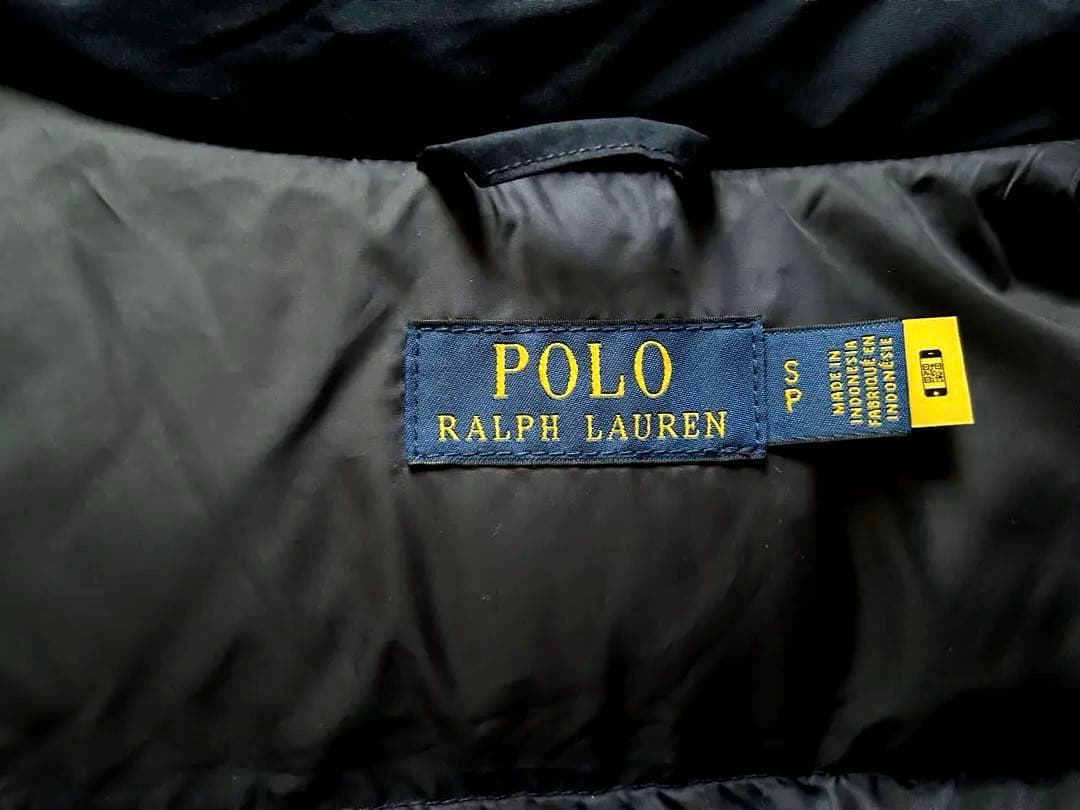 POLO
RALPH LAUREN
S
P
MADE IN
INDONESIA
FABRIQUÉ EN
INDONÉSIE